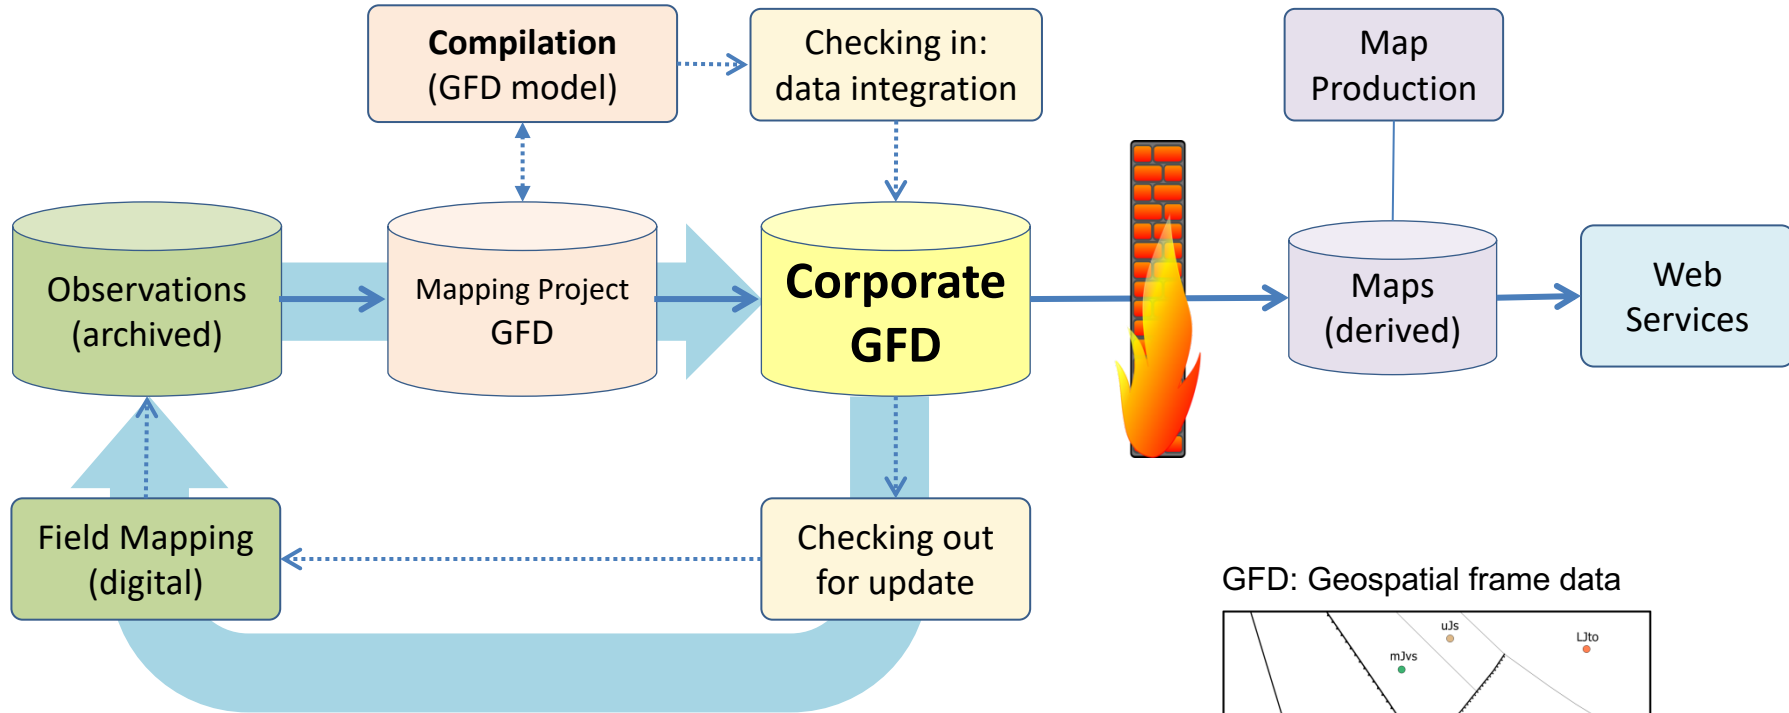 Compilation
(GFD model)
Checking in:
data integration
Map
Production
Observations
(archived)
Mapping Project
GFD
Corporate
GFD
Maps
(derived)
Web
Services
Field Mapping
(digital)
Checking out
for update
GFD: Geospatial frame data
uJs
LJto
mJvs